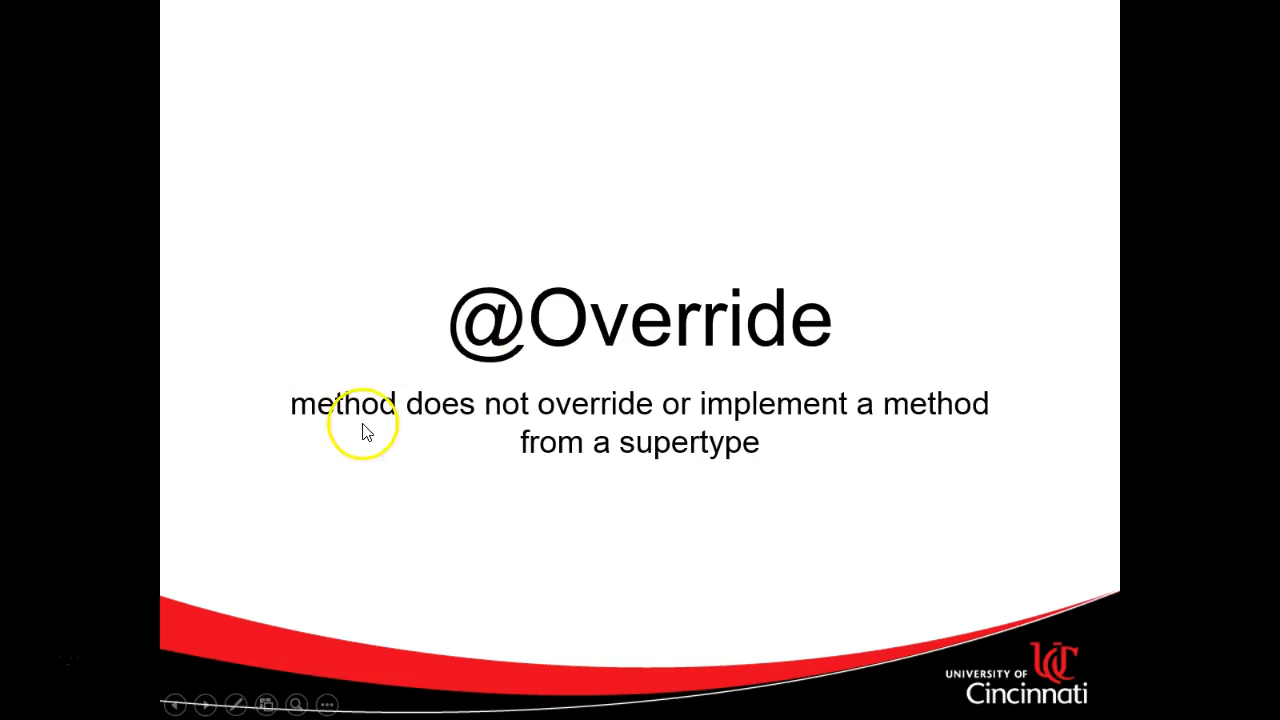 @Override
method does not override or implement a method
from a supertype
UNIVERSITY OF
Cincinnati